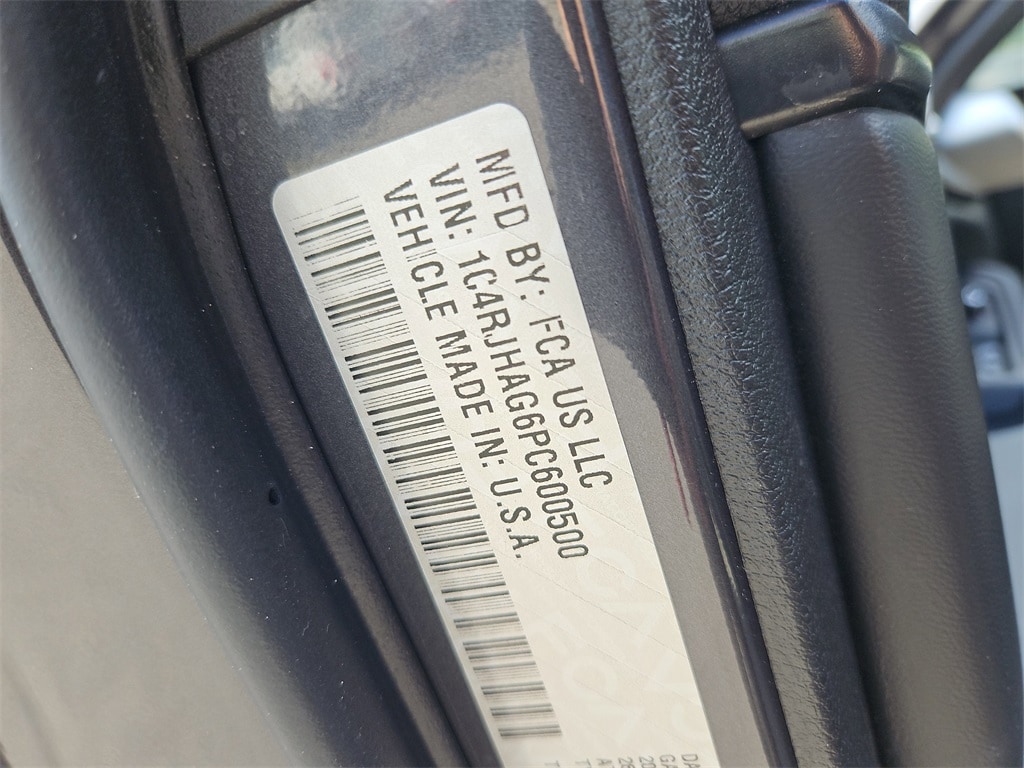 MFD BY: FCA US LLC
VIN: 1C4RJHAG6PC600500
VEHICLE MADE IN: U.S.A.